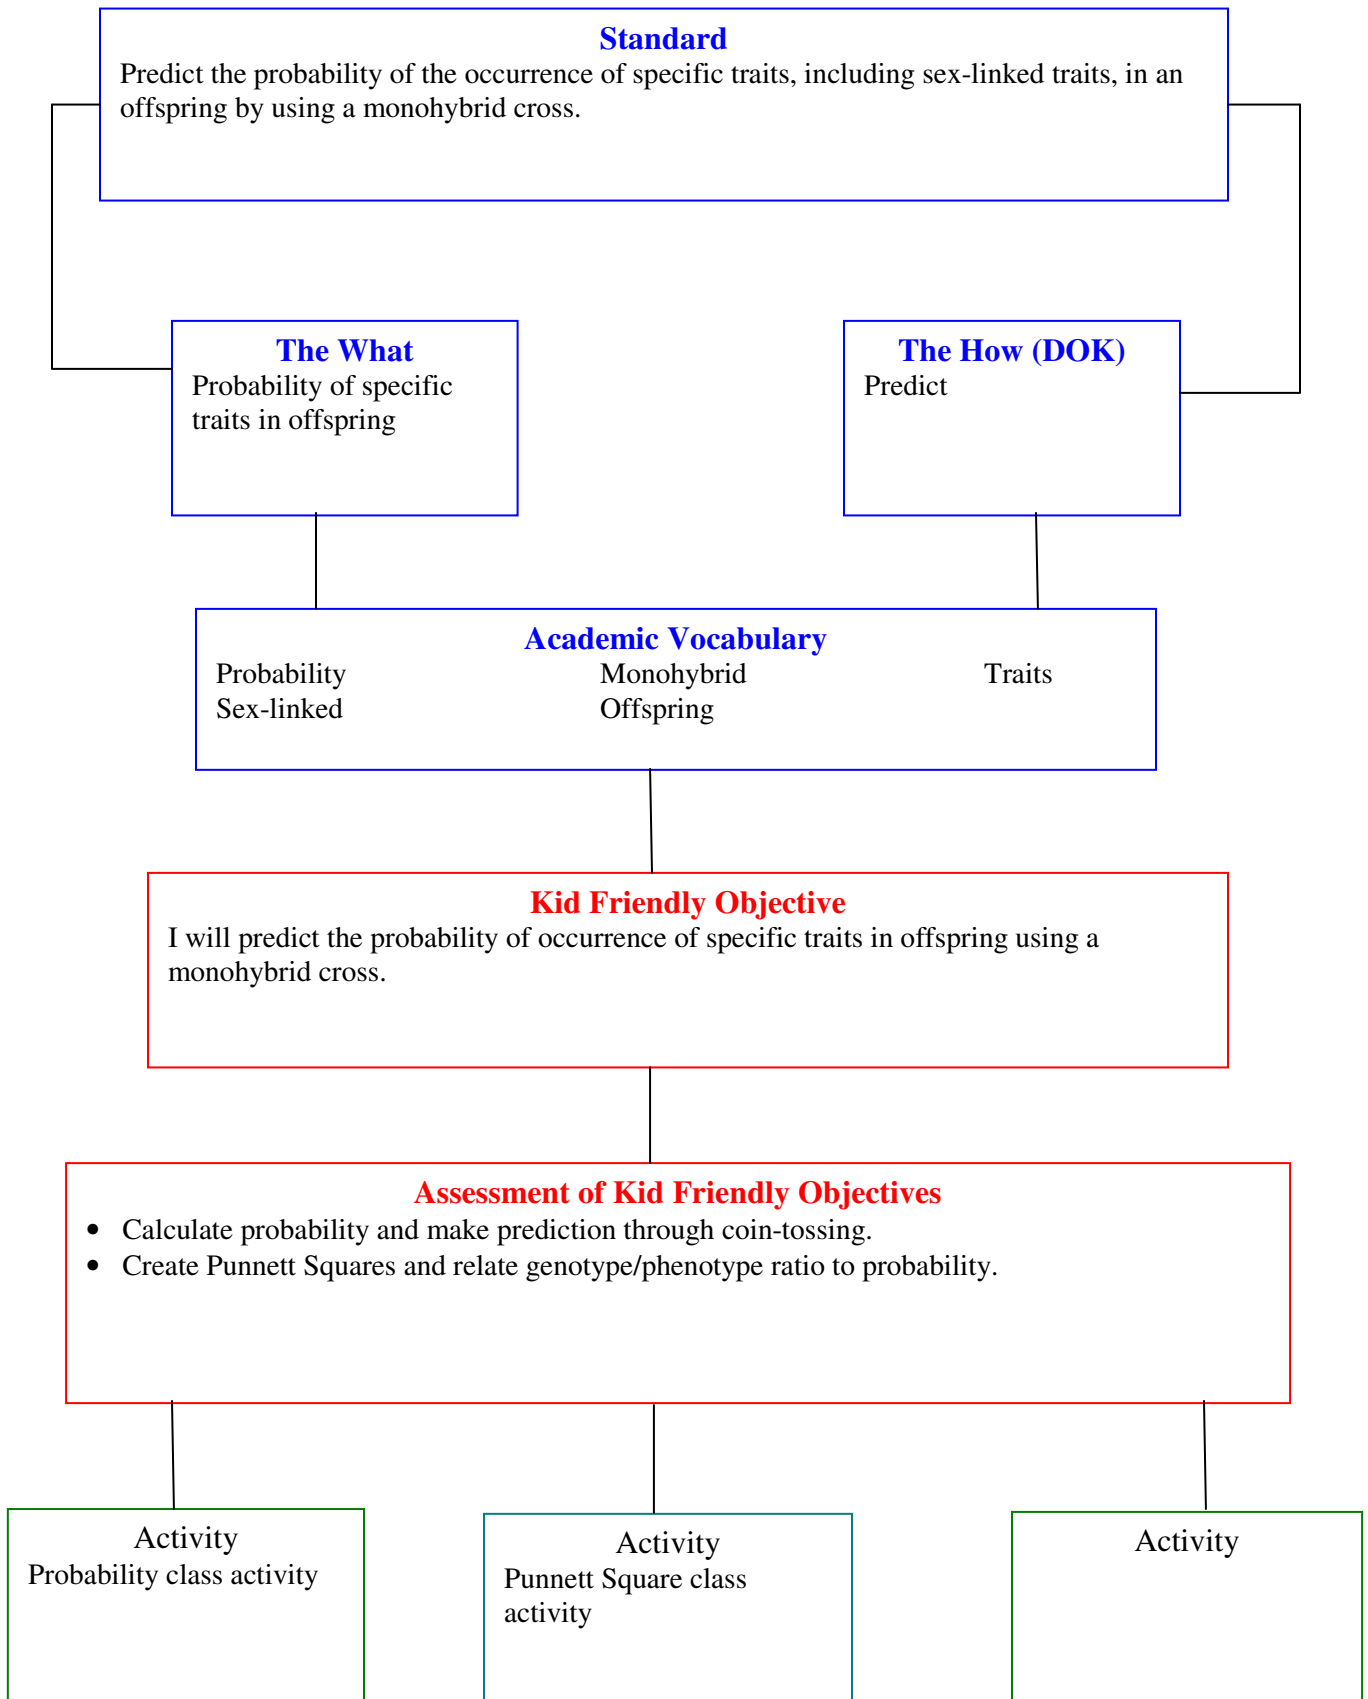 Standard
Predict the probability of the occurrence of specific traits, including sex-linked traits, in an
offspring by using a monohybrid cross.
The What
Probability of specific
traits in offspring
The How (DOK)
Predict
Academic Vocabulary
Probability Monohybrid Traits
Sex-linked Offspring
Kid Friendly Objective
I will predict the probability of occurrence of specific traits in offspring using a
monohybrid cross.
Assessment of Kid Friendly Objectives
• Calculate probability and make prediction through coin-tossing.
• Create Punnett Squares and relate genotype/phenotype ratio to probability.
Activity
Probability class activity
Activity
Punnett Square class
activity
Activity